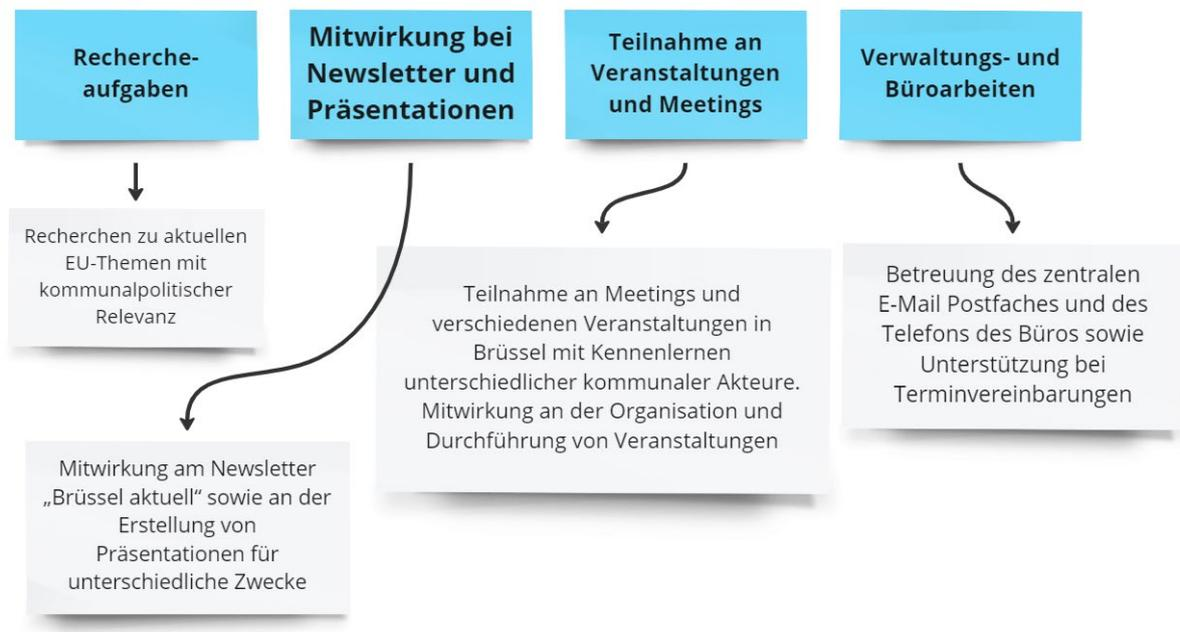 Recherche-
aufgaben
Mitwirkung bei
Newsletter und
Präsentationen
Teilnahme an
Veranstaltungen
und Meetings
Verwaltungs- und
Büroarbeiten
Recherchen zu aktuellen
EU-Themen mit
kommunalpolitischer
Relevanz
Mitwirkung am Newsletter
„Brüssel aktuell“ sowie an der
Erstellung von
Präsentationen für
unterschiedliche Zwecke
Teilnahme an Meetings und
verschiedenen Veranstaltungen in
Brüssel mit Kennenlernen
unterschiedlicher kommunaler Akteure.
Mitwirkung an der Organisation und
Durchführung von Veranstaltungen
Betreuung des zentralen
E-Mail Postfaches und des
Telefons des Büros sowie
Unterstützung bei
Terminvereinbarungen